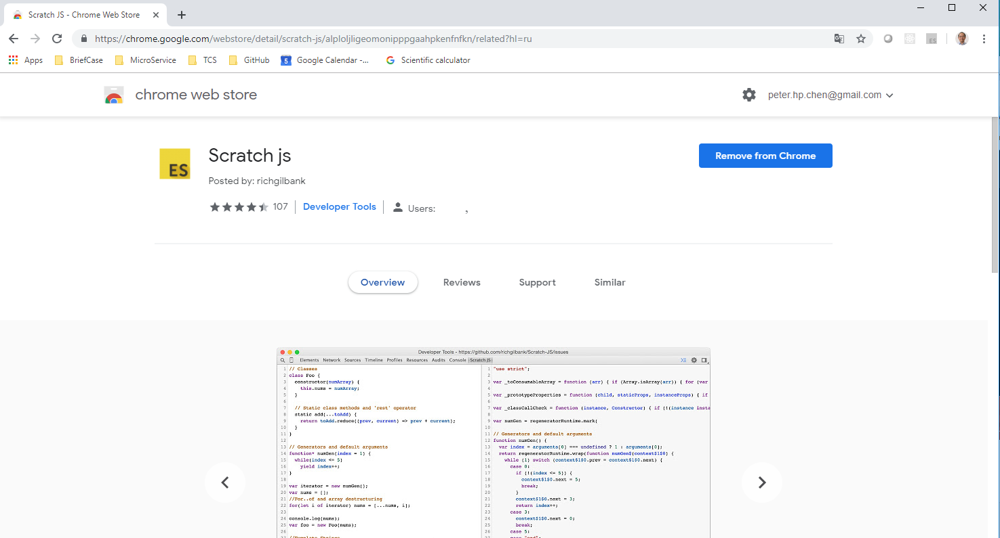 Scratch JS - Chrome Web Store
https://chrome.google.com/webstore/detail/scratch-js/alploljligeomonipppgaahpkenfnfkn/related?hl=ru
ES
Apps BriefCase MicroService TCS GitHub 5 Google Calendar -... G Scientific calculator
chrome web store
peter.hp.chen@gmail.com
ES
Scratch js
Remove from Chrome
Posted by: richgilbank
107 Developer Tools Users: ,
Overview Reviews Support Similar
Developer Tools - https://github.com/richgilbank/Scratch-JS/issues
Elements Network Sources Timeline Profiles Resources Audits Console Scratch JS
1 // Classes
2 class Foo {
3 constructor(numArray) {
4 this.nums = numArray;
5 }
6
7 // Static class methods and 'rest' operator
8 static add(...toAdd) {
9 return toAdd.reduce((prev, current) => prev + current);
10 }
11 }
12
13 // Generators and default arguments
14 function* numGen(index = 1) {
15 while(index <= 5)
16 yield index++;
17 }
18
19 var iterator = new numGen();
20 var nums = [];
21 //For..of and array destructuring
22 for(let i of iterator) nums = [...nums, i];
23
24 console.log(nums);
25 var foo = new Foo(nums);
26
//Template Strings
1 "use strict";
2
3 var _toConsumableArray = function (arr) { if (Array.isArray(arr)) { for (var
4
5 var _prototypeProperties = function (child, staticProps, instanceProps) { if
6
7 var _classCallCheck = function (instance, Constructor) { if (!(instance insta
8
9 var numGen = regeneratorRuntime.mark(
10
11 // Generators and default arguments
12 function numGen() {
13 var index = arguments[0] === undefined ? 1 : arguments[0];
14 return regeneratorRuntime.wrap(function numGen$(context$1$0) {
15 while (1) switch (context$1$0.prev = context$1$0.next) {
16 case 0:
17 if (!(index <= 5)) {
18 context$1$0.next = 5;
19 break;
20 }
21 context$1$0.next = 3;
22 return index++;
23 case 3:
24 context$1$0.next = 0;
25 break;
26 case 5:
27 case "end":